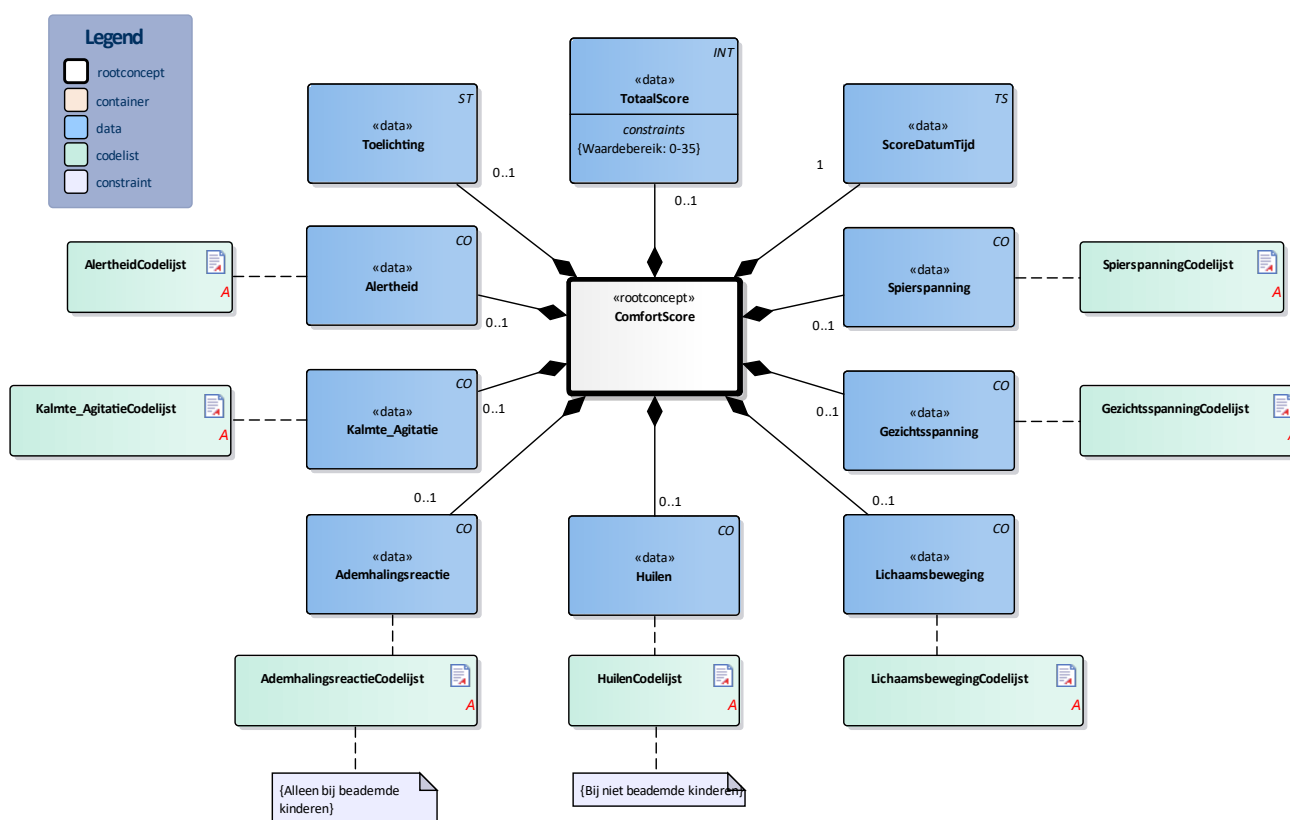 Legend
rootconcept
container
data
codelist
constraint
INT
«data»
TotaalScore
constraints
{Waardebereik: 0-35}
0..1
ST
«data»
Toelichting
0..1
TS
«data»
ScoreDatumTijd
1
AlertheidCodelijst
A
CO
«data»
Alertheid
0..1
«rootconcept»
ComfortScore
CO
«data»
Spierspanning
0..1
SpierspanningCodelijst
A
Kalmte_AgitatieCodelijst
A
CO
«data»
Kalmte_Agitatie
0..1
CO
«data»
Gezichtsspanning
0..1
GezichtsspanningCodelijst
A
0..1
CO
«data»
Ademhalingsreactie
0..1
CO
«data»
Huilen
0..1
CO
«data»
Lichaamsbeweging
AdemhalingsreactieCodelijst
A
HuilenCodelijst
A
LichaamsbewegingCodelijst
A
{Alleen bij beademde
kinderen}
{Bij niet beademde kinderen}